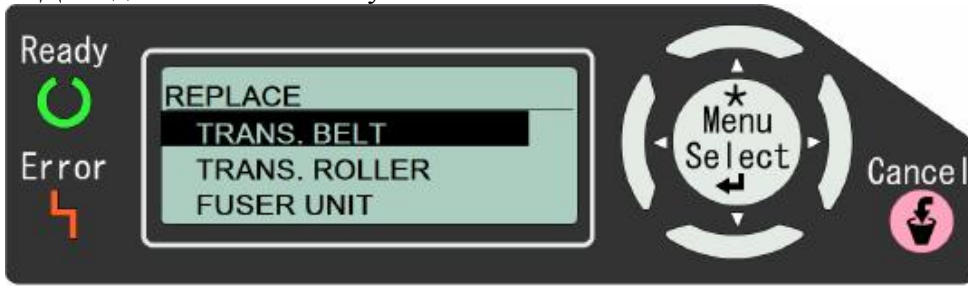 Ready
Error
REPLACE
TRANS. BELT
TRANS. ROLLER
FUSER UNIT
*
Menu
Select
Cancel